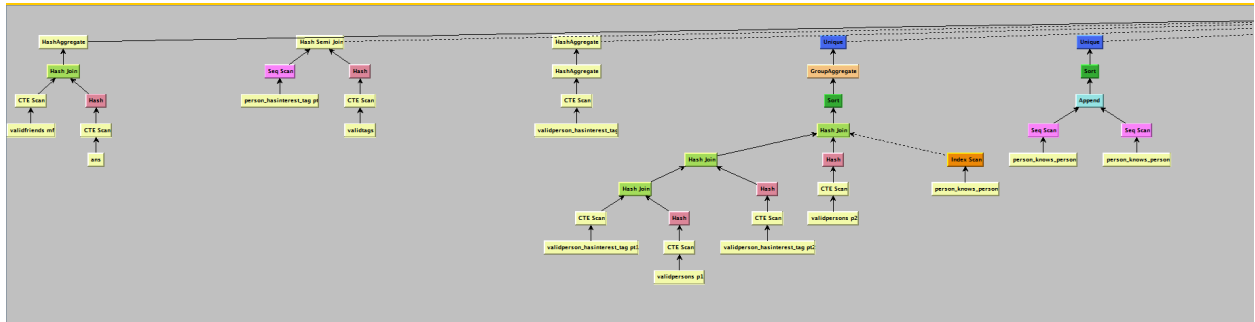 HashAggregate
Hash Semi Join
HashAggregate
Unique
Unique
Hash Join
Seq Scan
Hash
HashAggregate
GroupAggregate
Sort
CTE Scan
Hash
person_hasinterest_tag pt
CTE Scan
CTE Scan
Sort
Append
validfriends mf
CTE Scan
validtags
validperson_hasinterest_tag
Hash Join
Seq Scan
Seq Scan
ans
Hash Join
Hash
Index Scan
person_knows_person
person_knows_person
Hash Join
Hash
CTE Scan
person_knows_person
CTE Scan
Hash
CTE Scan
validpersons p2
validperson_hasinterest_tag pt1
CTE Scan
validperson_hasinterest_tag pt2
validpersons p1